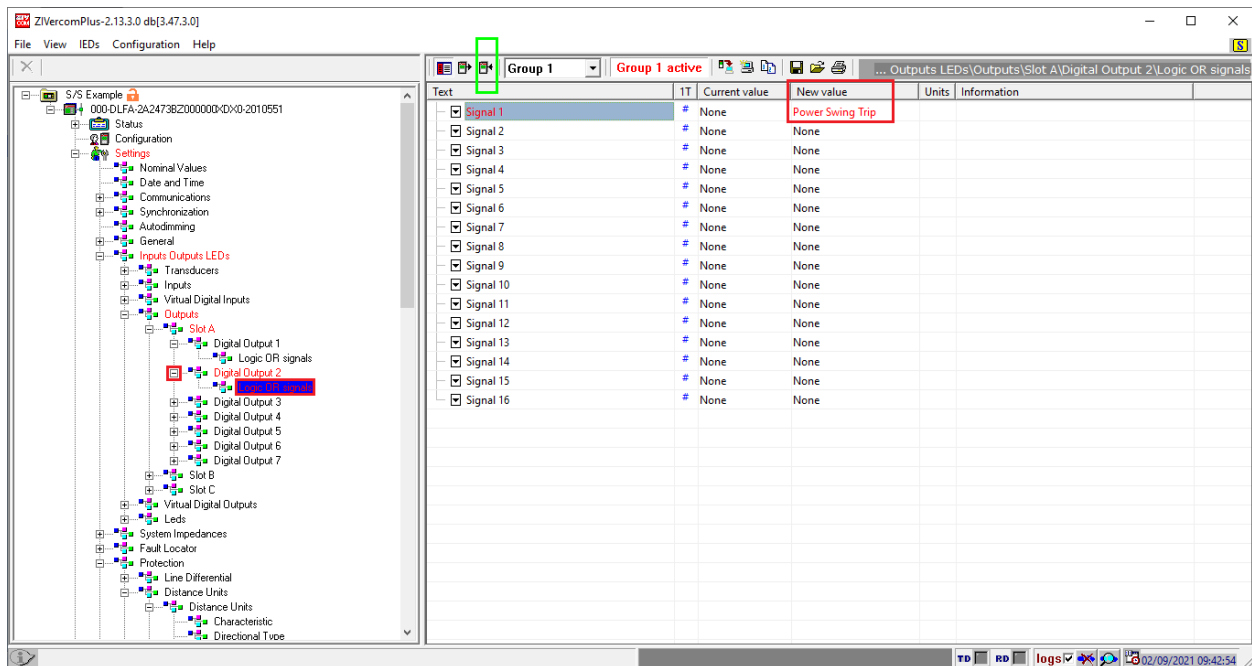 ZIVercomPlus-2.13.3.0 db[3.47.3.0]
File View IEDs Configuration Help
S
Group 1 Group 1 active ... Outputs LEDs\Outputs\Slot A\Digital Output 2\Logic OR signals
S/S Example
000-DLFA-2A2473BZ000000XDX0-2010551
Status
Configuration
Settings
Nominal Values
Date and Time
Communications
Synchronization
Autodimming
General
Inputs Outputs LEDs
Transducers
Inputs
Virtual Digital Inputs
Outputs
Slot A
Digital Output 1
Logic OR signals
Digital Output 2
Logic OR signals
Digital Output 3
Digital Output 4
Digital Output 5
Digital Output 6
Digital Output 7
Slot B
Slot C
Virtual Digital Outputs
Leds
System Impedances
Fault Locator
Protection
Line Differential
Distance Units
Distance Units
Characteristic
Directional Type
Text 1T Current value New value Units Information
Signal 1 # None Power Swing Trip
Signal 2 # None None
Signal 3 # None None
Signal 4 # None None
Signal 5 # None None
Signal 6 # None None
Signal 7 # None None
Signal 8 # None None
Signal 9 # None None
Signal 10 # None None
Signal 11 # None None
Signal 12 # None None
Signal 13 # None None
Signal 14 # None None
Signal 15 # None None
Signal 16 # None None
TD RD logs 02/09/2021 09:42:54